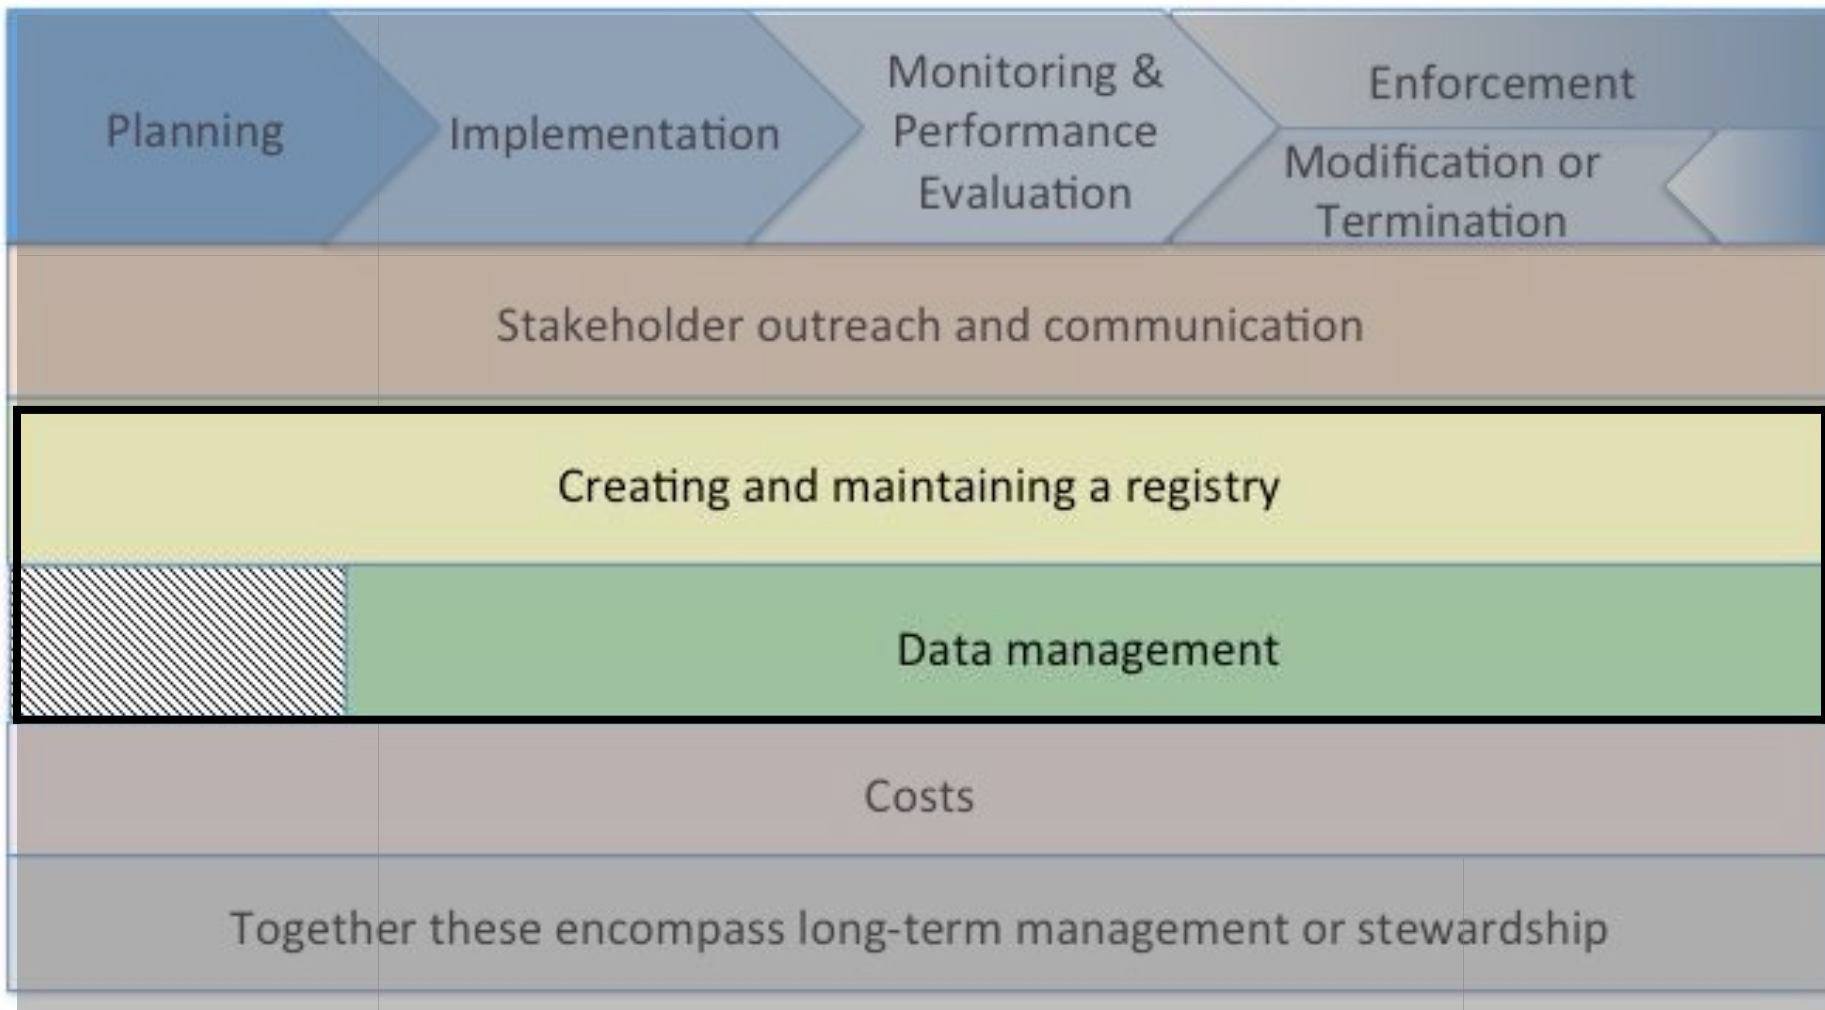 Planning
Implementation
Monitoring &
Performance
Evaluation
Enforcement
Modification or
Termination
Stakeholder outreach and communication
Creating and maintaining a registry
Data management
Costs
Together these encompass long-term management or stewardship